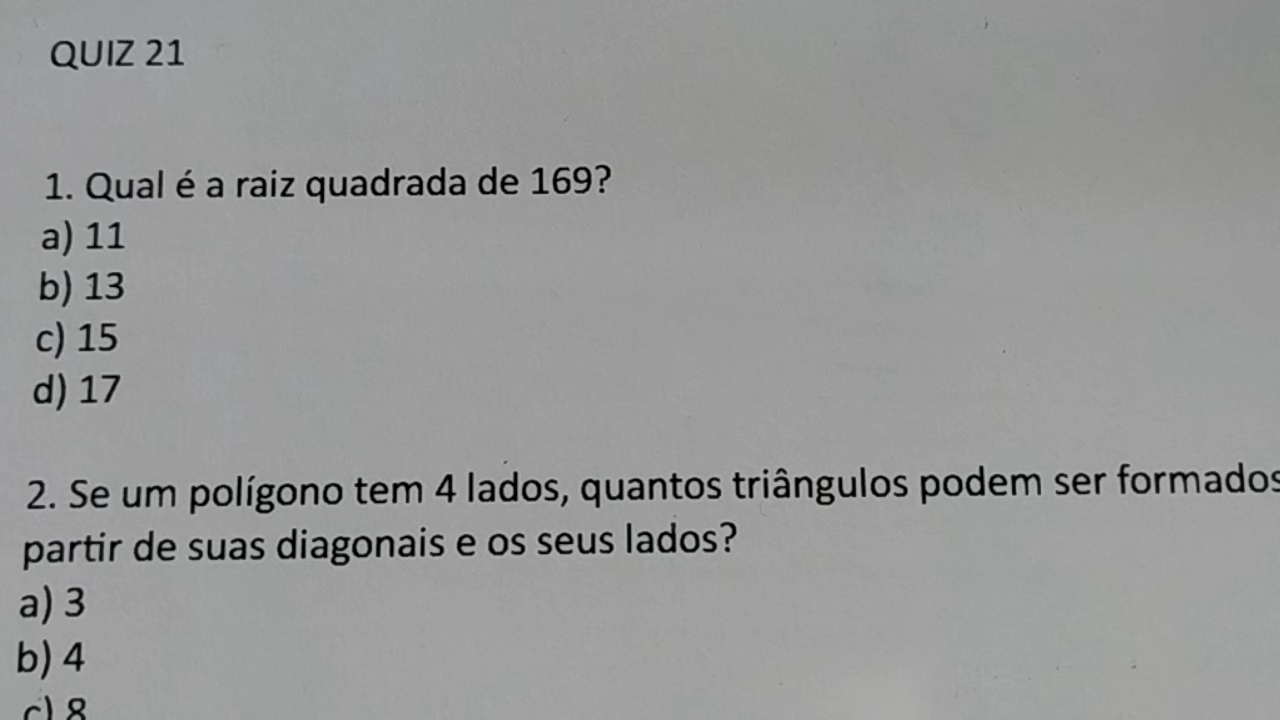 QUIZ 21
1. Qual é a raiz quadrada de 169?
a) 11
b) 13
c) 15
d) 17
2. Se um polígono tem 4 lados, quantos triângulos podem ser formados
partir de suas diagonais e os seus lados?
a) 3
b) 4
c) 8